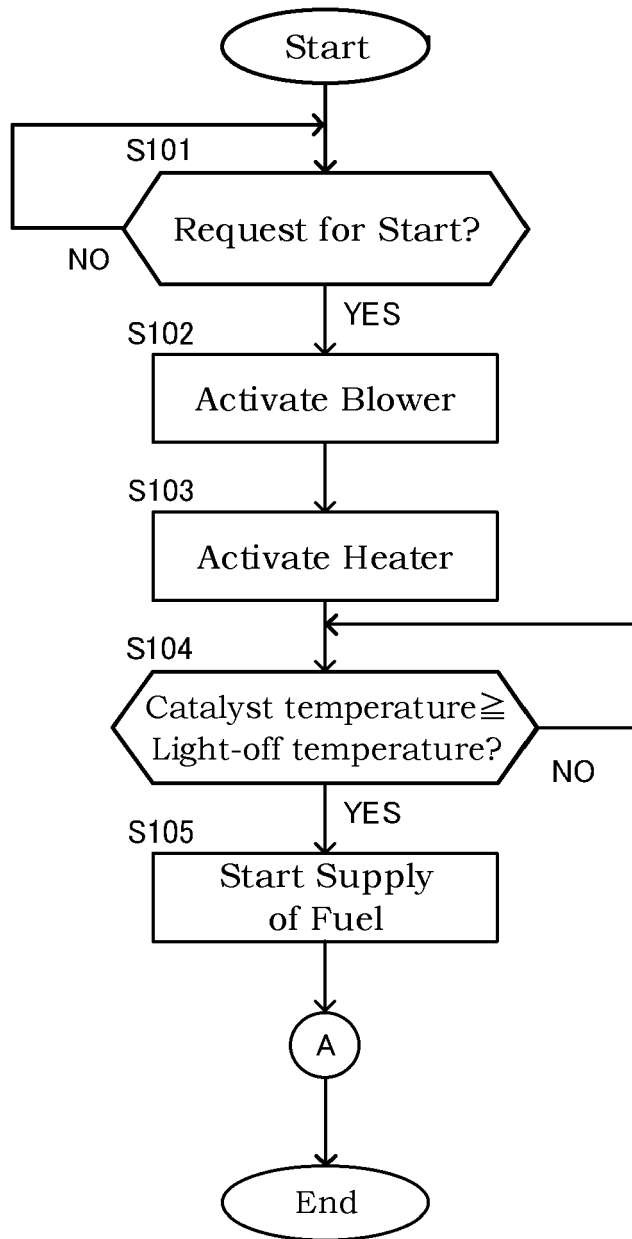 Start
S101
Request for Start?
NO
YES
S102
Activate Blower
S103
Activate Heater
S104
Catalyst temperature≧
Light-off temperature?
NO
YES
S105
Start Supply
of Fuel
A
End